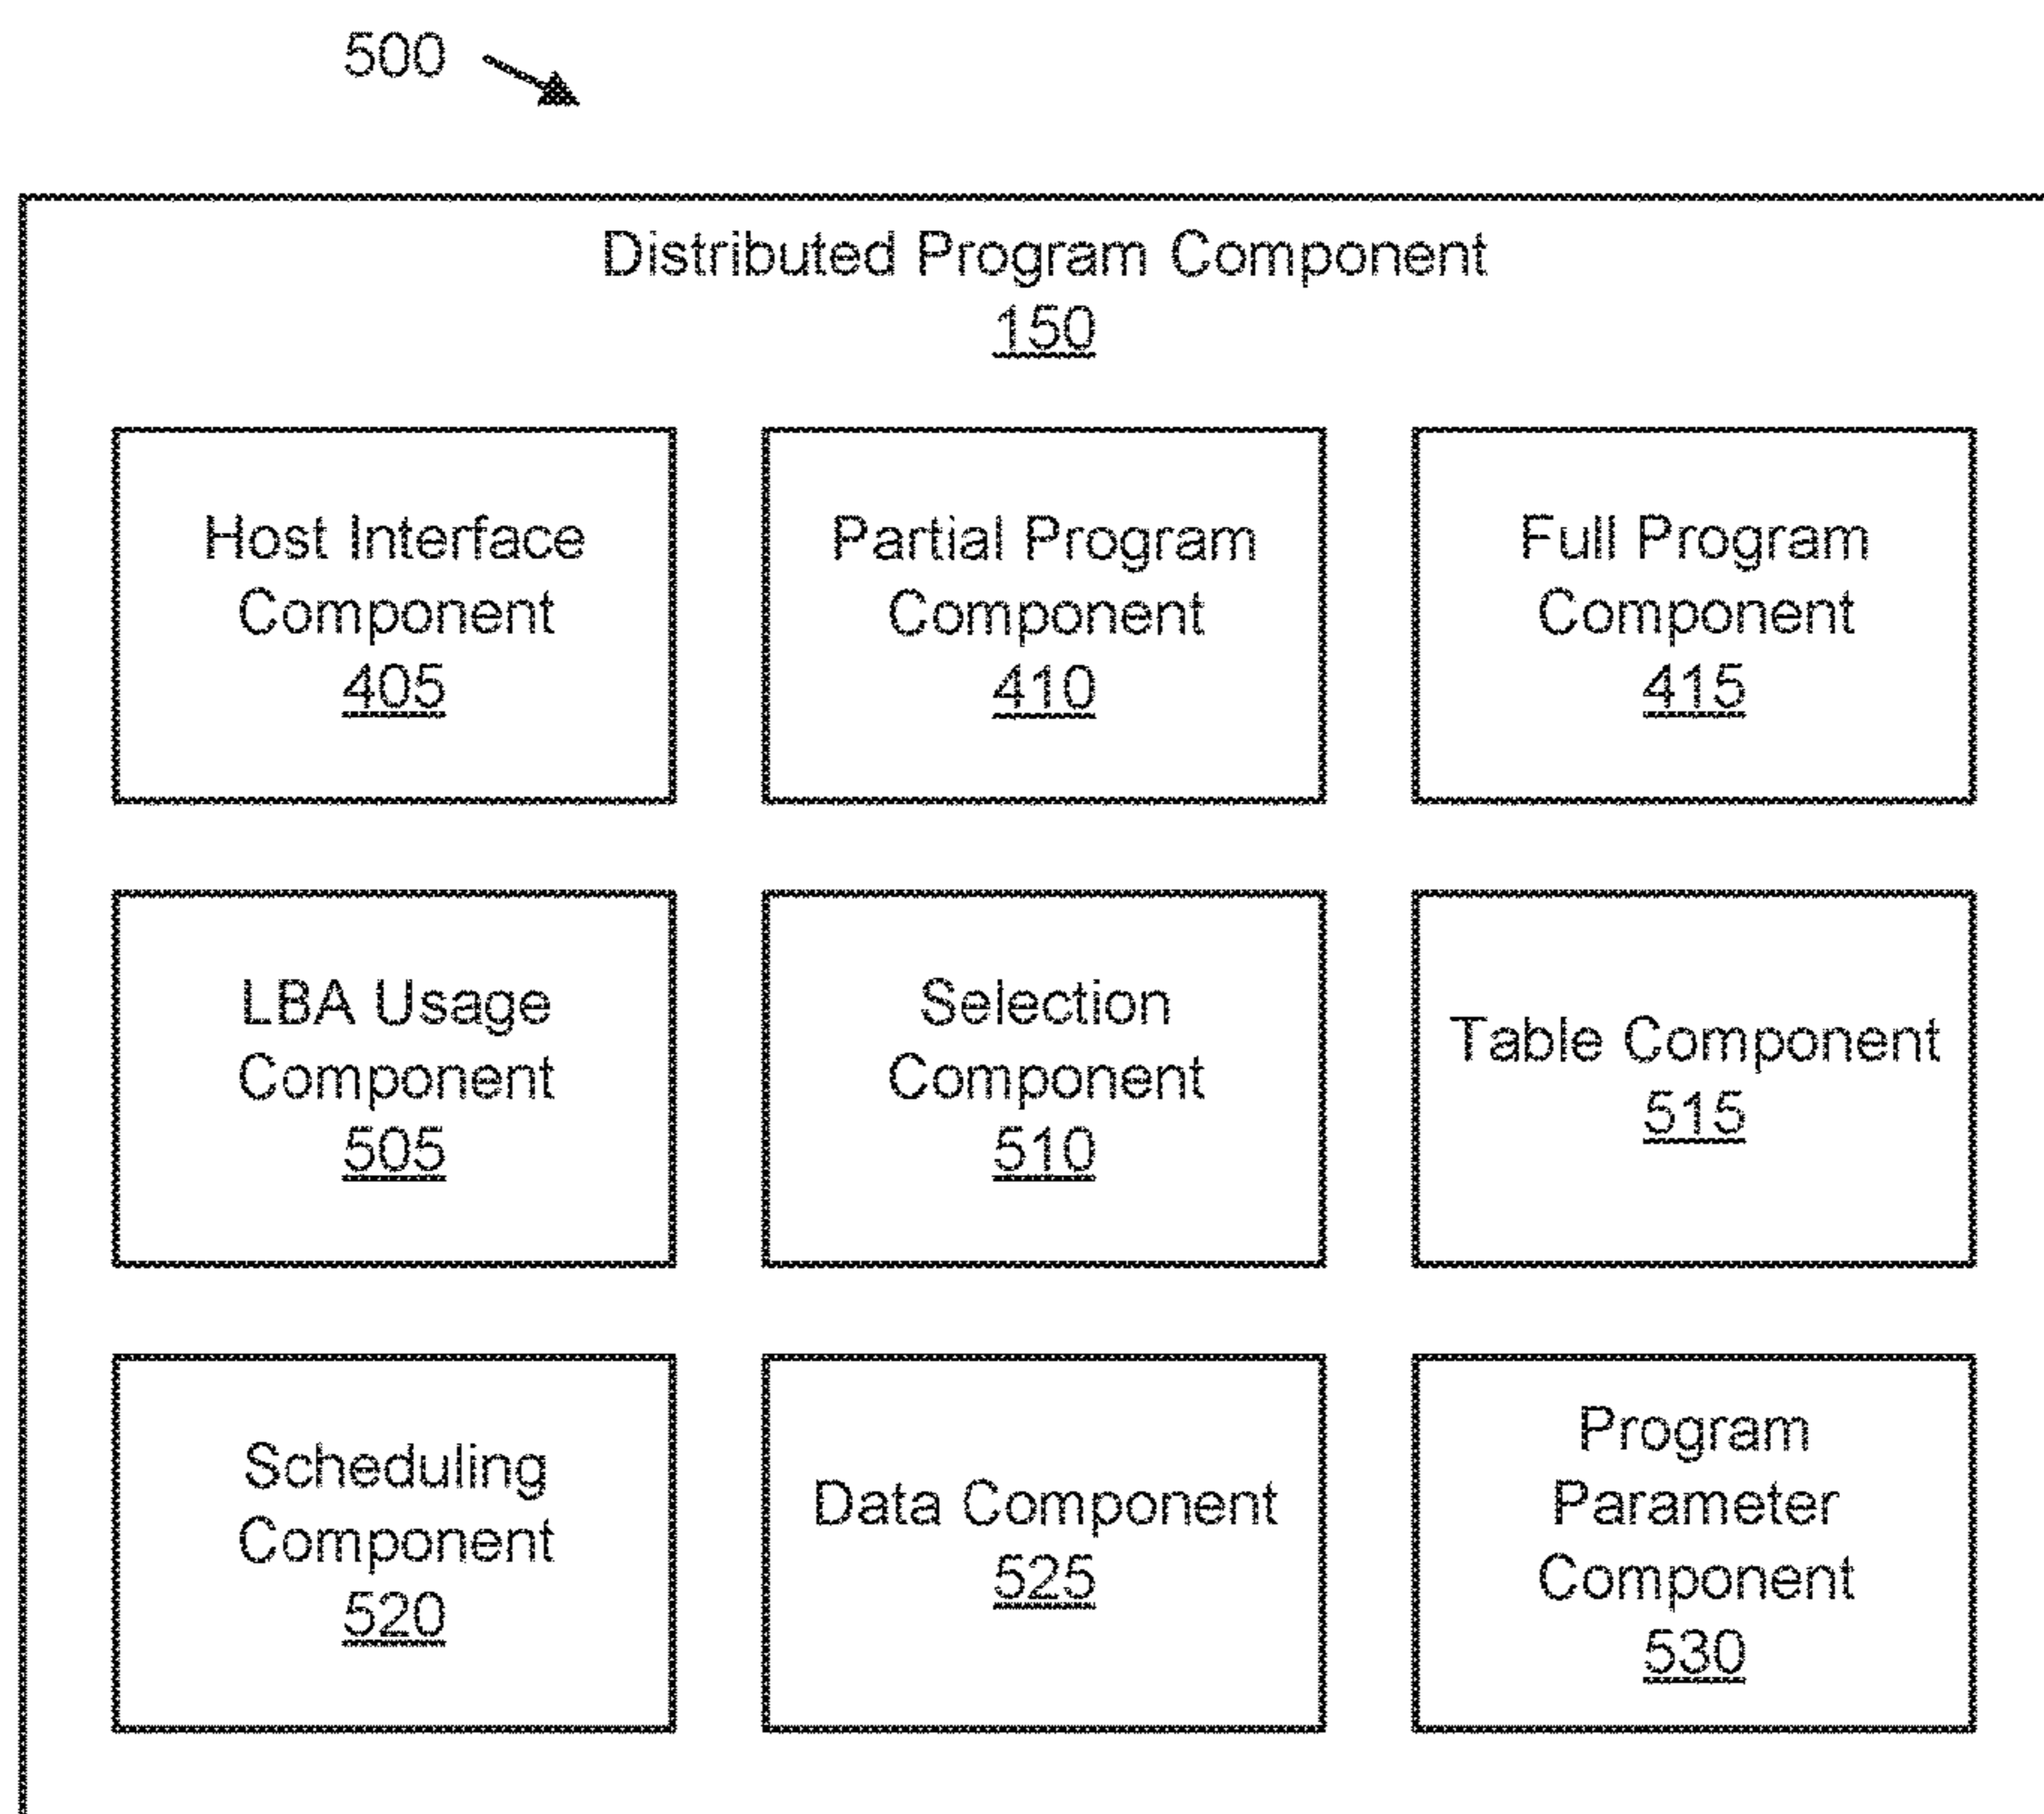 500
Distributed Program Component
150
Host Interface
Component
405
Partial Program
Component
410
Full Program
Component
415
LBA Usage
Component
505
Selection
Component
510
Table Component
515
Scheduling
Component
520
Data Component
525
Program
Parameter
Component
530